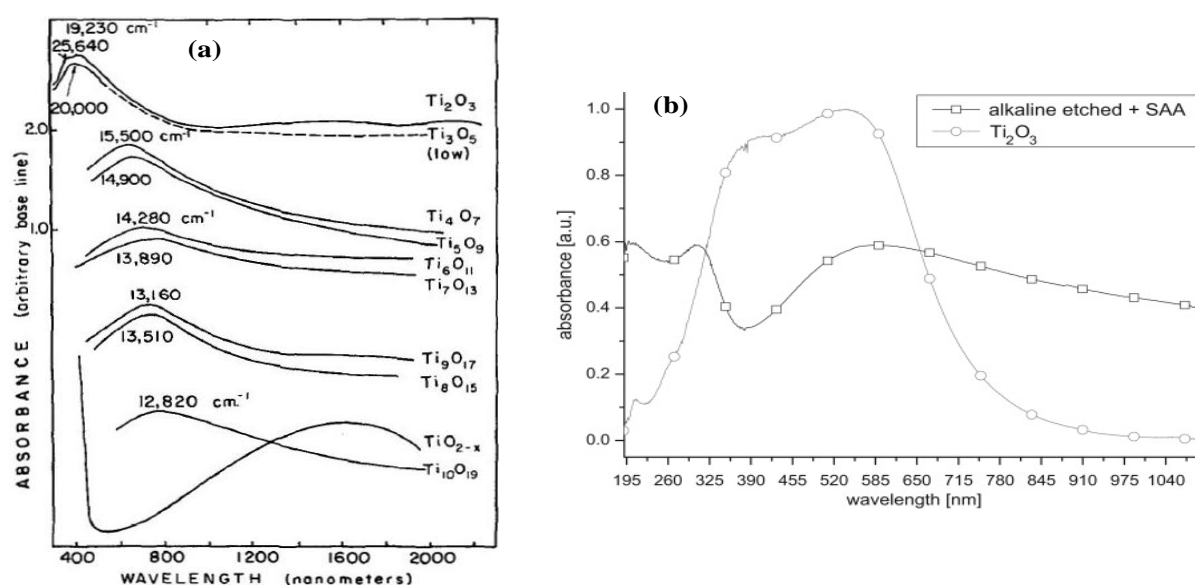 19,230 cm⁻¹
(a)
25,640
20,000
Ti₂O₃
2.0
Ti₃O₅
(low)
15,500 cm⁻¹
14,900
Ti₄O₇
1.0
14,280 cm⁻¹
Ti₅O₉
Ti₆O₁₁
13,890
Ti₇O₁₃
13,160
13,510
Ti₉O₁₇
Ti₈O₁₅
12,820 cm⁻¹
TiO₂₋ₓ
Ti₁₀O₁₉
ABSORBANCE (arbitrary base line)
400 800 1200 1600 2000
WAVELENGTH (nanometers)
(b)
alkaline etched + SAA
Ti₂O₃
1.0
0.8
0.6
0.4
0.2
0.0
absorbance [a.u.]
195 260 325 390 455 520 585 650 715 780 845 910 975 1040
wavelength [nm]